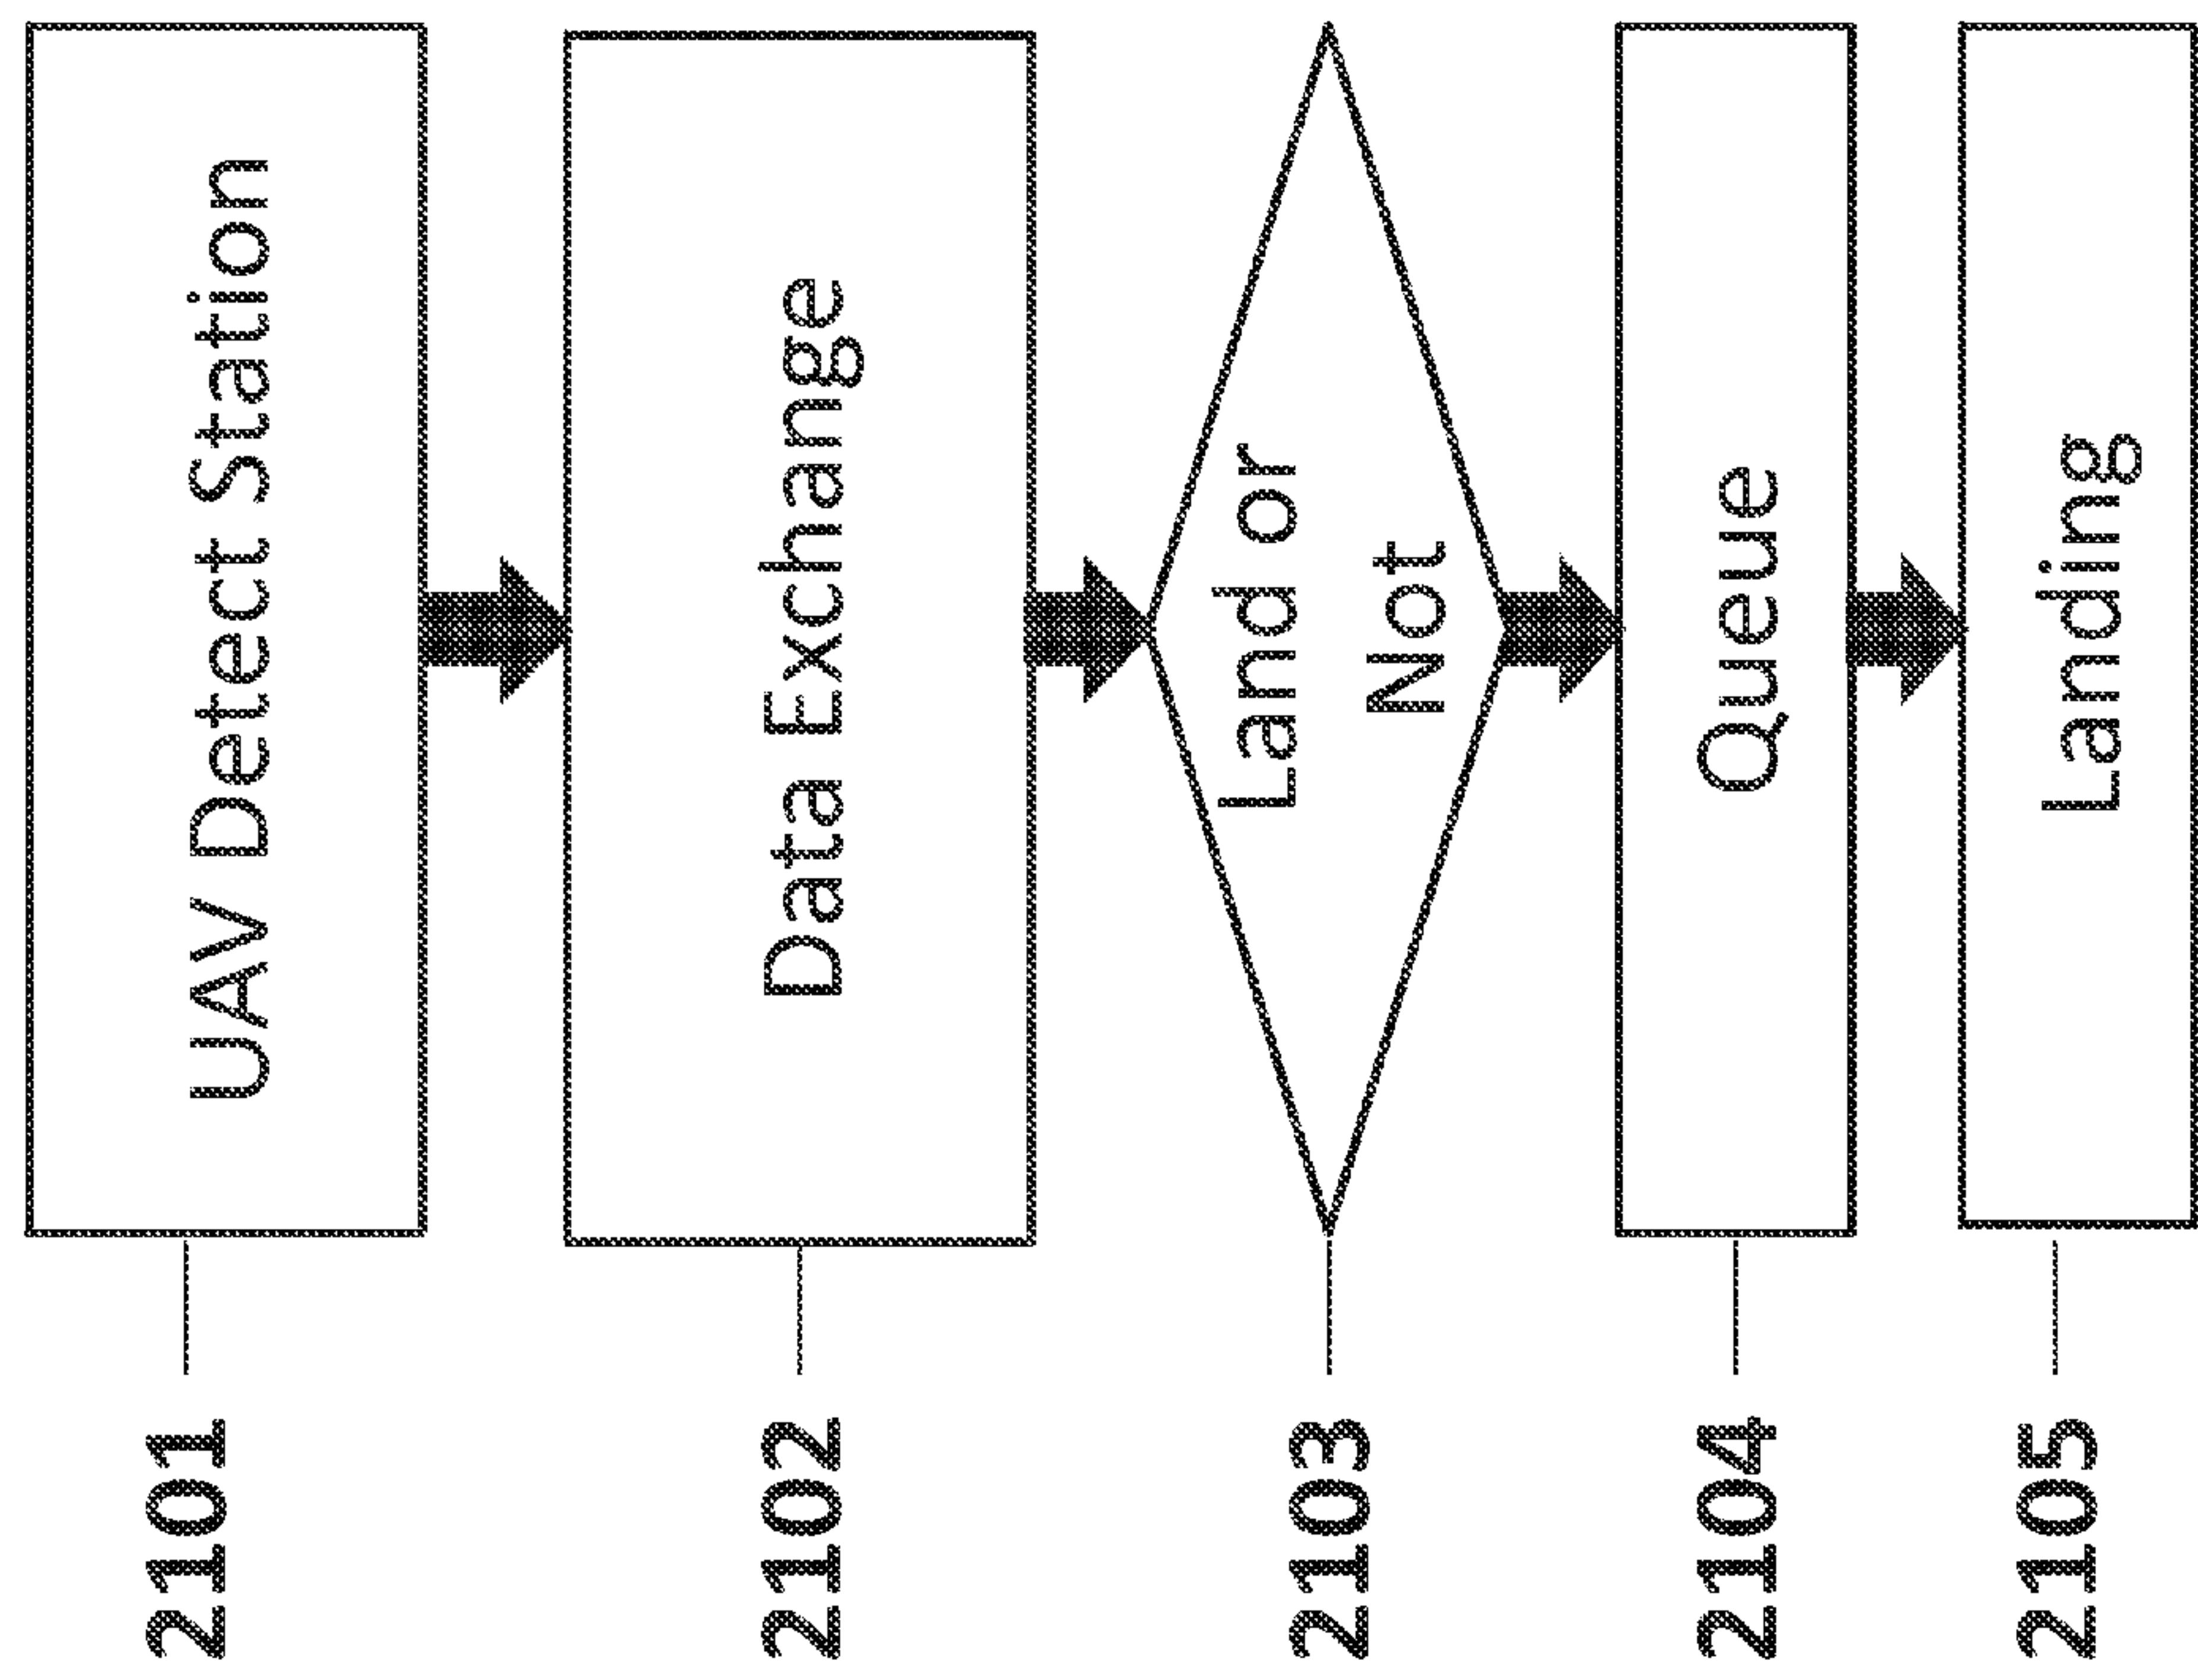 2101
UAV Detect Station
2102
Data Exchange
2103
Land or
Not
2104
Queue
2105
Landing